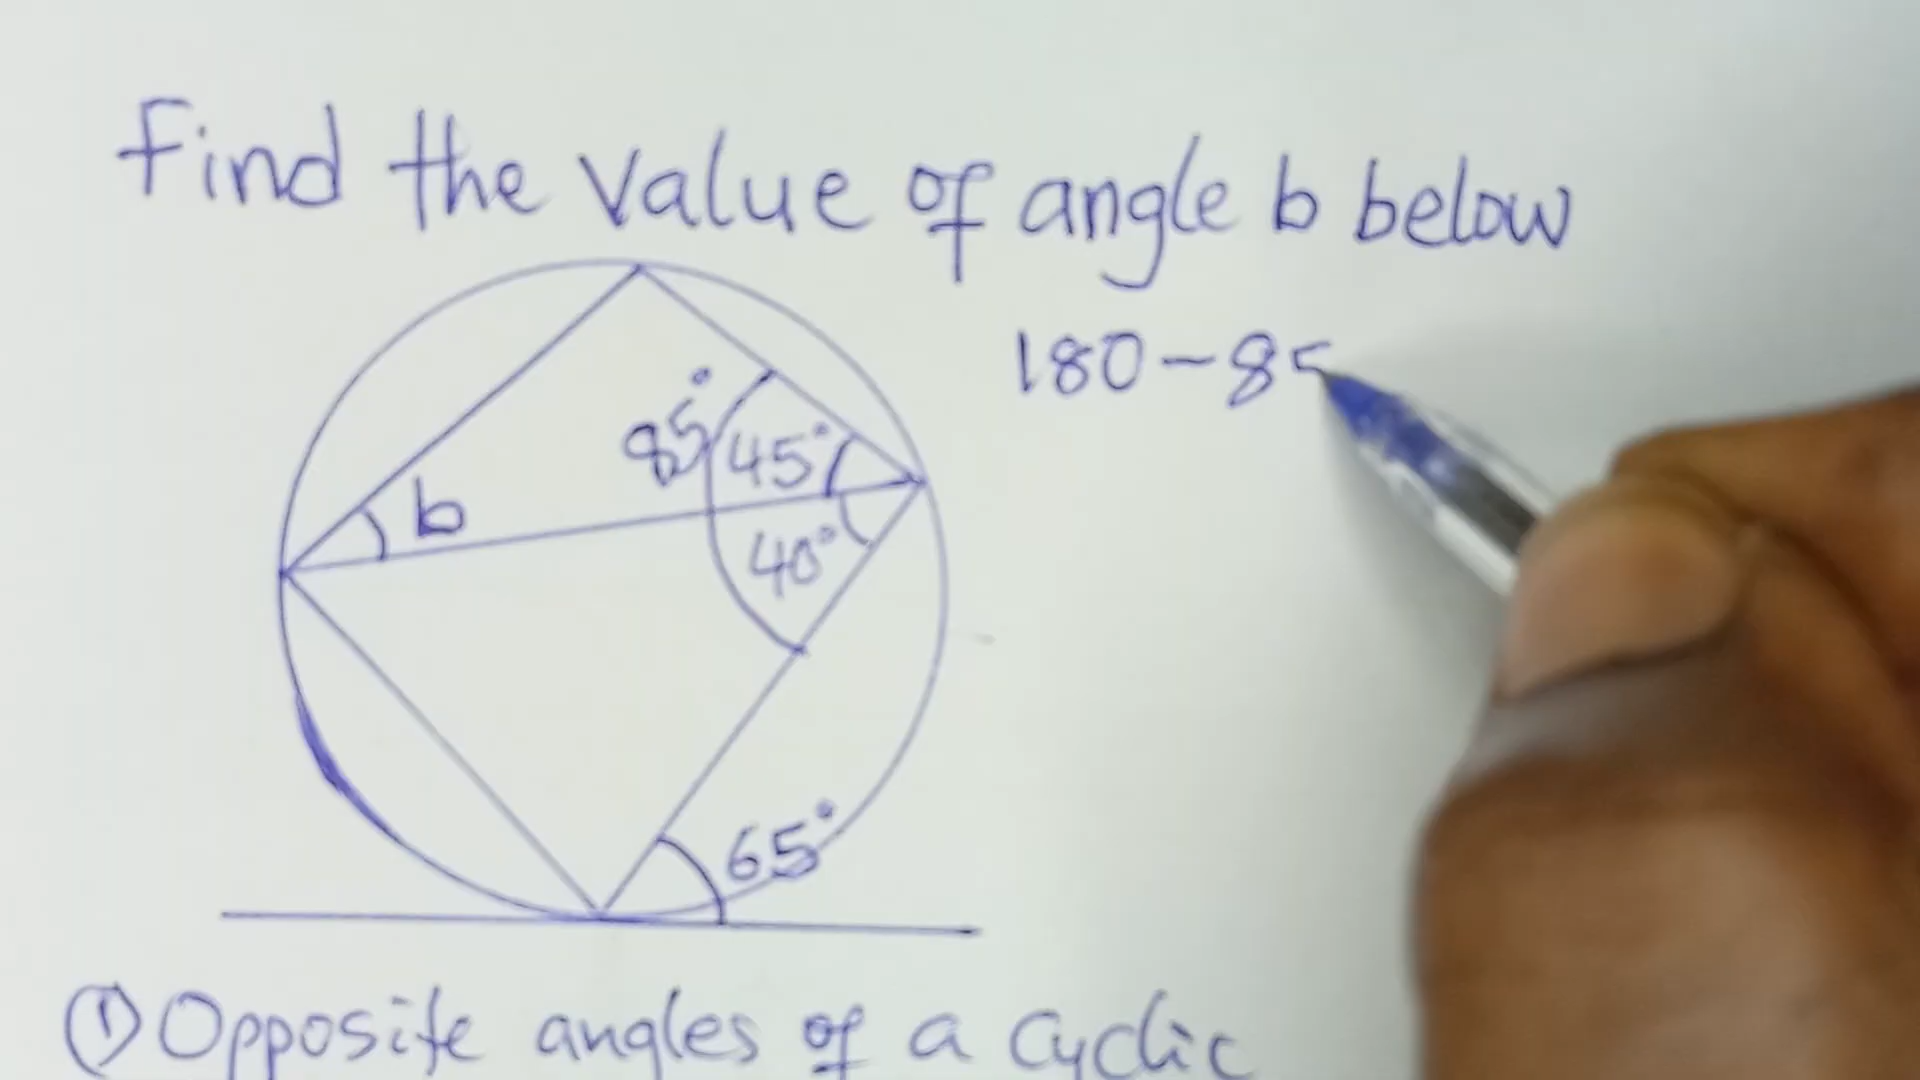 Find the value of angle b below
180-85
85°
45°
b
40°
65°
① Opposite angles of a cyclic